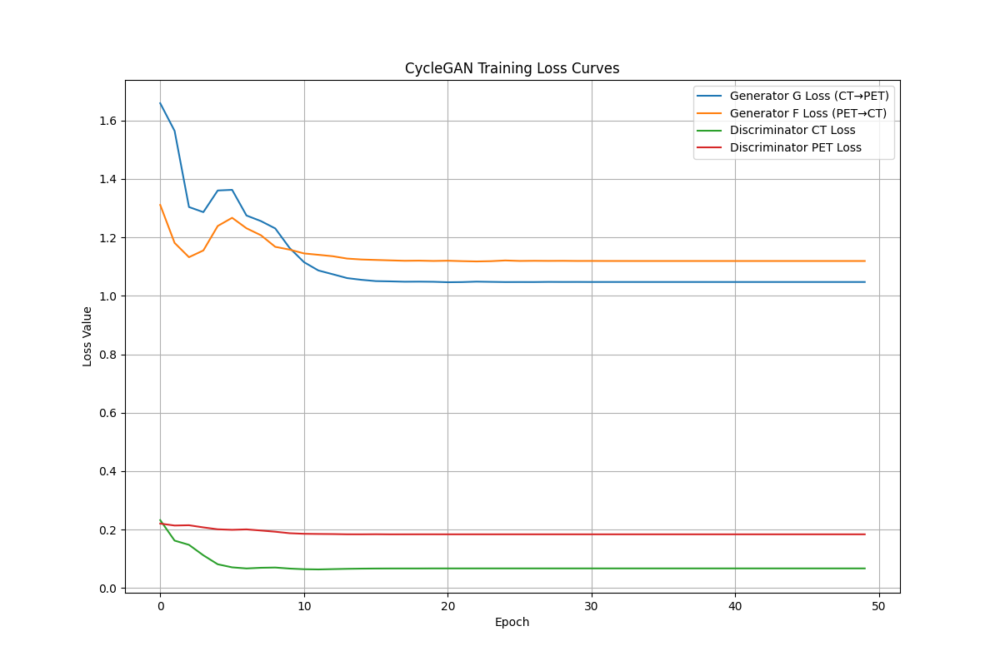 CycleGAN Training Loss Curves
Generator G Loss (CT→PET)
Generator F Loss (PET→CT)
Discriminator CT Loss
Discriminator PET Loss
Loss Value
1.6
1.4
1.2
1.0
0.8
0.6
0.4
0.2
0.0
0 10 20 30 40 50
Epoch